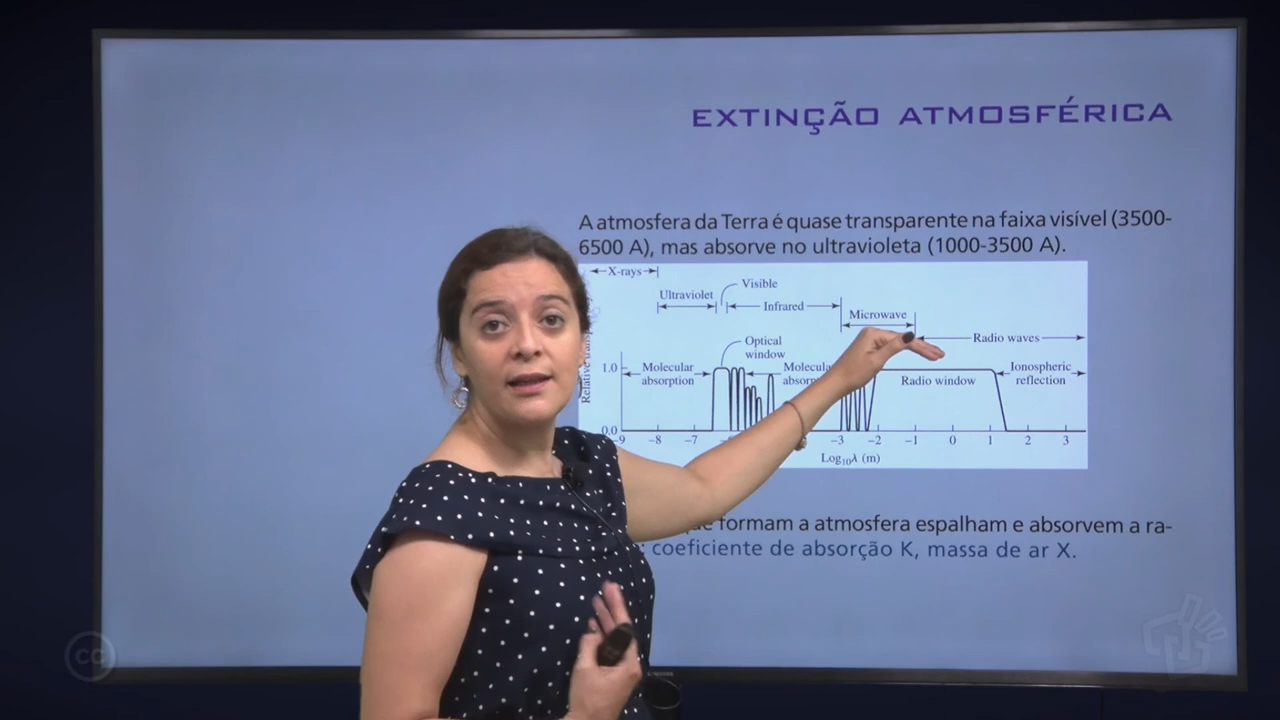 EXTINÇÃO ATMOSFÉRICA
A atmosfera da Terra é quase transparente na faixa visível (3500-
6500 A), mas absorve no ultravioleta (1000-3500 A).
X-rays
Visible
Ultraviolet
Infrared
Microwave
Radio waves
Optical
window
Molecular
absorption
Radio window
Ionospheric
reflection
Relative
1.0
0.0
-9 -8 -7 -3 -2 -1 0 1 2 3
Log10λ (m)
formam a atmosfera espalham e absorvem a ra-
: coeficiente de absorção K, massa de ar X.
cc
SAMSUNG